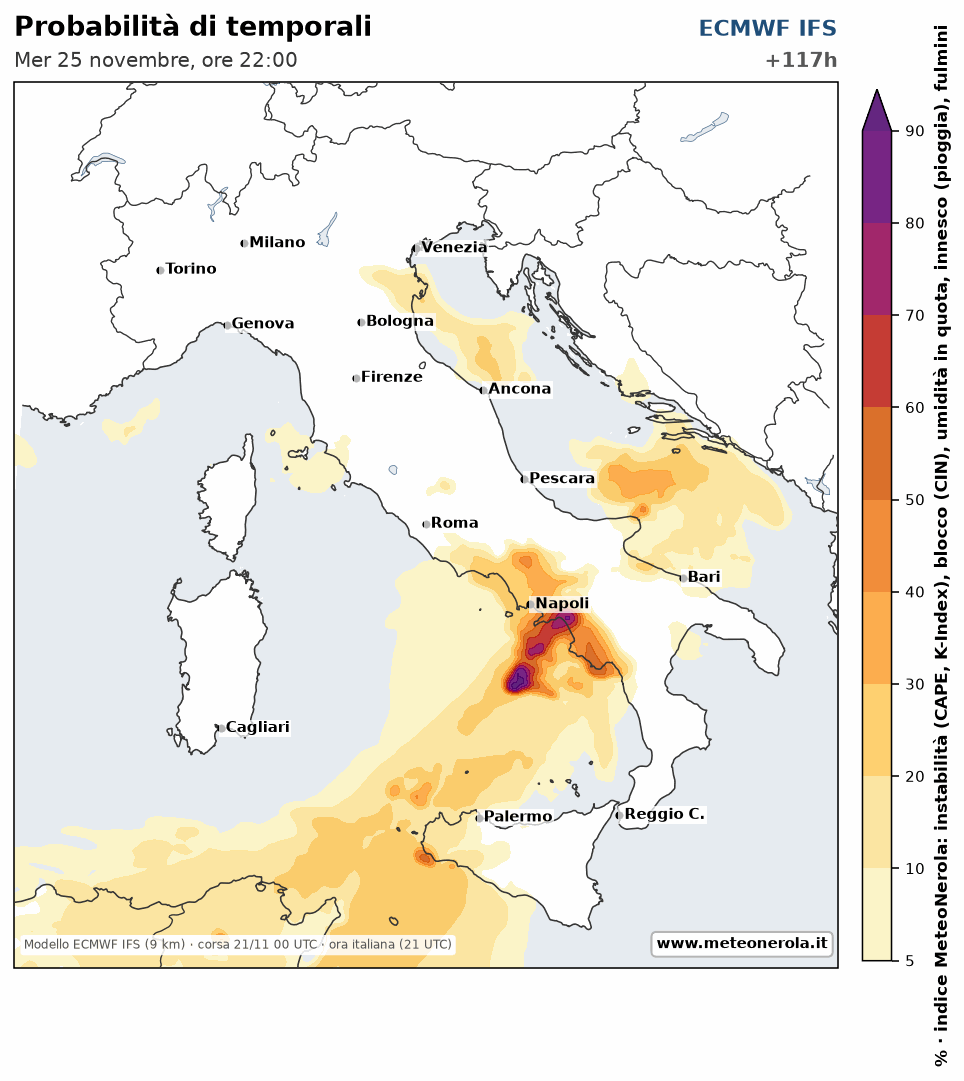 Probabilità di temporali
ECMWF IFS
Mer 25 novembre, ore 22:00
+117h
Milano
Venezia
Torino
Genova
Bologna
Firenze
Ancona
Pescara
Roma
Bari
Napoli
Cagliari
Palermo
Reggio C.
Modello ECMWF IFS (9 km) · corsa 21/11 00 UTC · ora italiana (21 UTC)
www.meteonerola.it
90
80
70
60
50
40
30
20
10
5
% · indice MeteoNerola: instabilità (CAPE, K-Index), blocco (CIN), umidità in quota, innesco (pioggia), fulmini